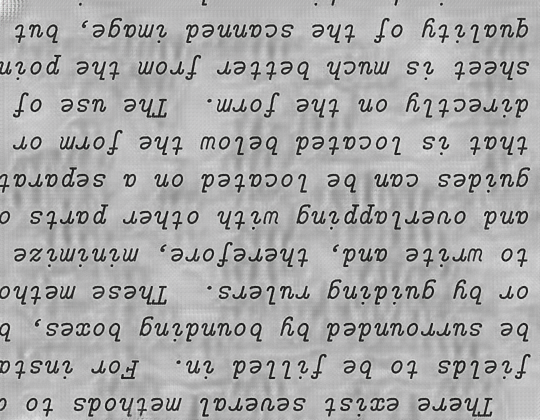 There exist several methods to
fields to be filled in. For insta
be surrounded by bounding boxes, b
or by guiding rulers. These metho
to write and, therefore, minimize
and overlapping with other parts o
guides can be located on a separat
that is located below the form or
directly on the form. The use of
sheet is much better from the poin
quality of the scanned image, but